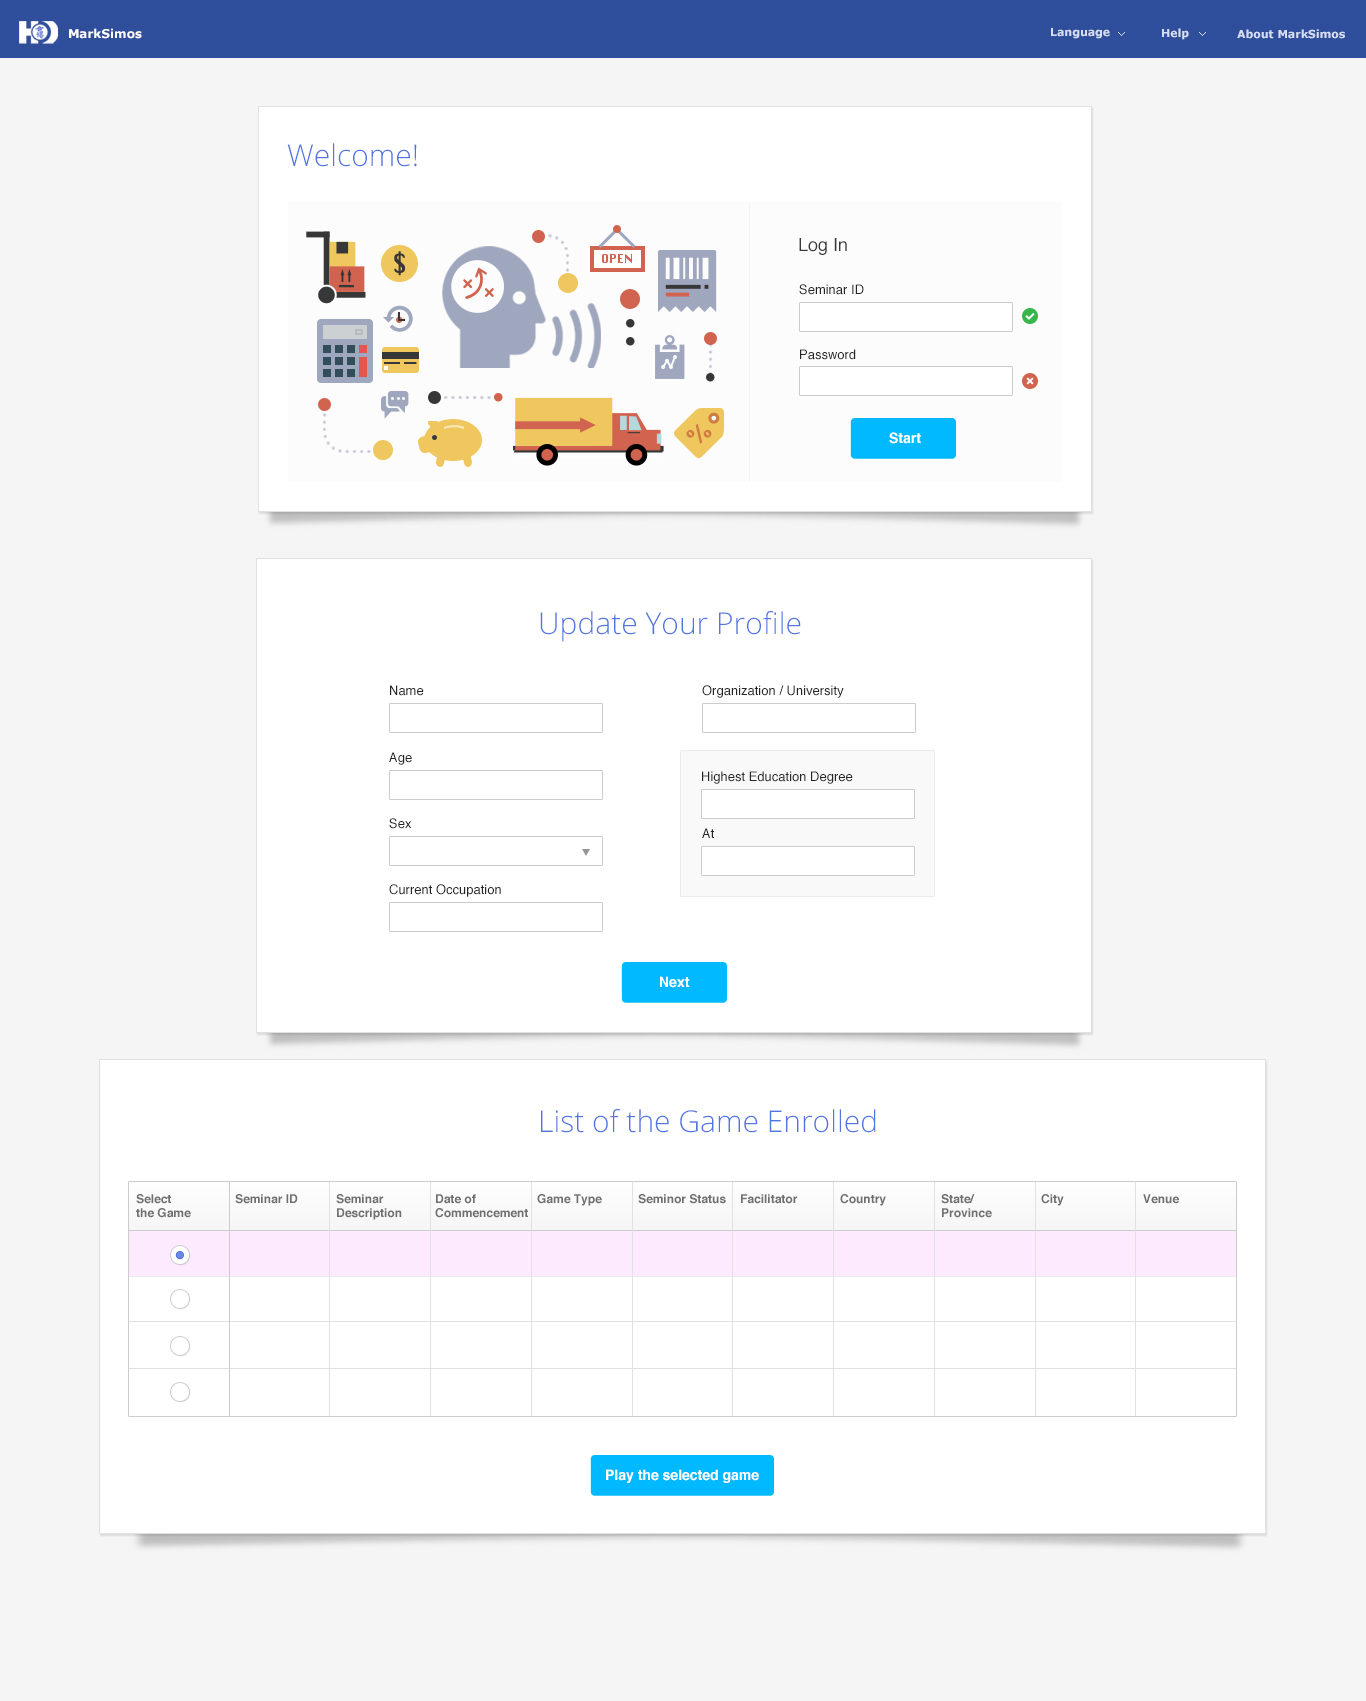 HD MarkSimos
Language Help About MarkSimos
Welcome!
$
OPEN
%
Log In
Seminar ID
Password
Start
Update Your Profile
Name
Organization / University
Age
Highest Education Degree
Sex
At
Current Occupation
Next
List of the Game Enrolled
Select the Game
Seminar ID
Seminar Description
Date of Commencement
Game Type
Seminor Status
Facilitator
Country
State/ Province
City
Venue
Play the selected game